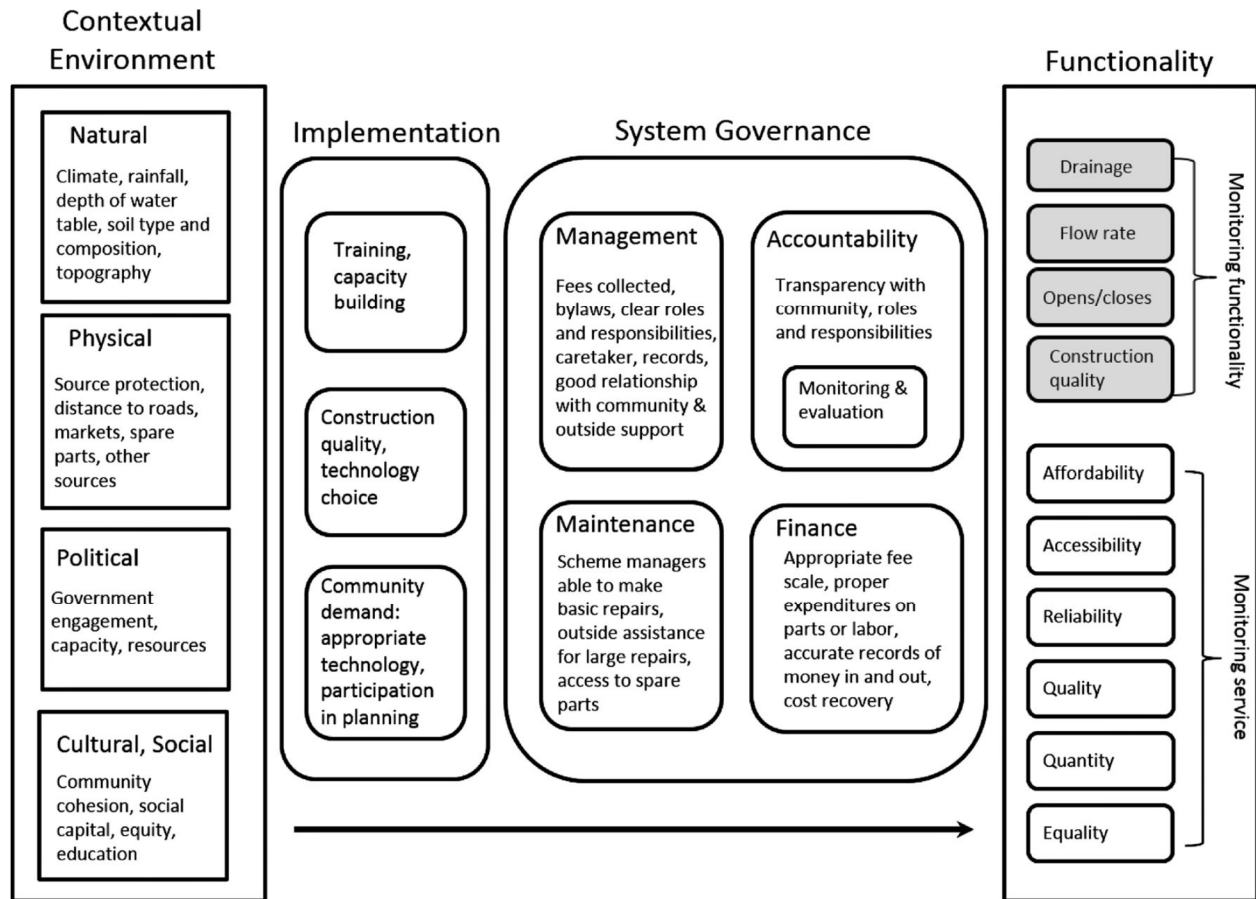 Contextual
Environment
Natural
Climate, rainfall,
depth of water
table, soil type and
composition,
topography
Physical
Source protection,
distance to roads,
markets, spare
parts, other
sources
Political
Government
engagement,
capacity, resources
Cultural, Social
Community
cohesion, social
capital, equity,
education
Implementation
Training,
capacity
building
Construction
quality,
technology
choice
Community
demand:
appropriate
technology,
participation
in planning
System Governance
Management
Fees collected,
bylaws, clear roles
and responsibilities,
caretaker, records,
good relationship
with community &
outside support
Accountability
Transparency with
community, roles
and responsibilities
Monitoring &
evaluation
Maintenance
Scheme managers
able to make
basic repairs,
outside assistance
for large repairs,
access to spare
parts
Finance
Appropriate fee
scale, proper
expenditures on
parts or labor,
accurate records of
money in and out,
cost recovery
Functionality
Drainage
Flow rate
Opens/closes
Construction
quality
Monitoring functionality
Affordability
Accessibility
Reliability
Quality
Quantity
Equality
Monitoring service